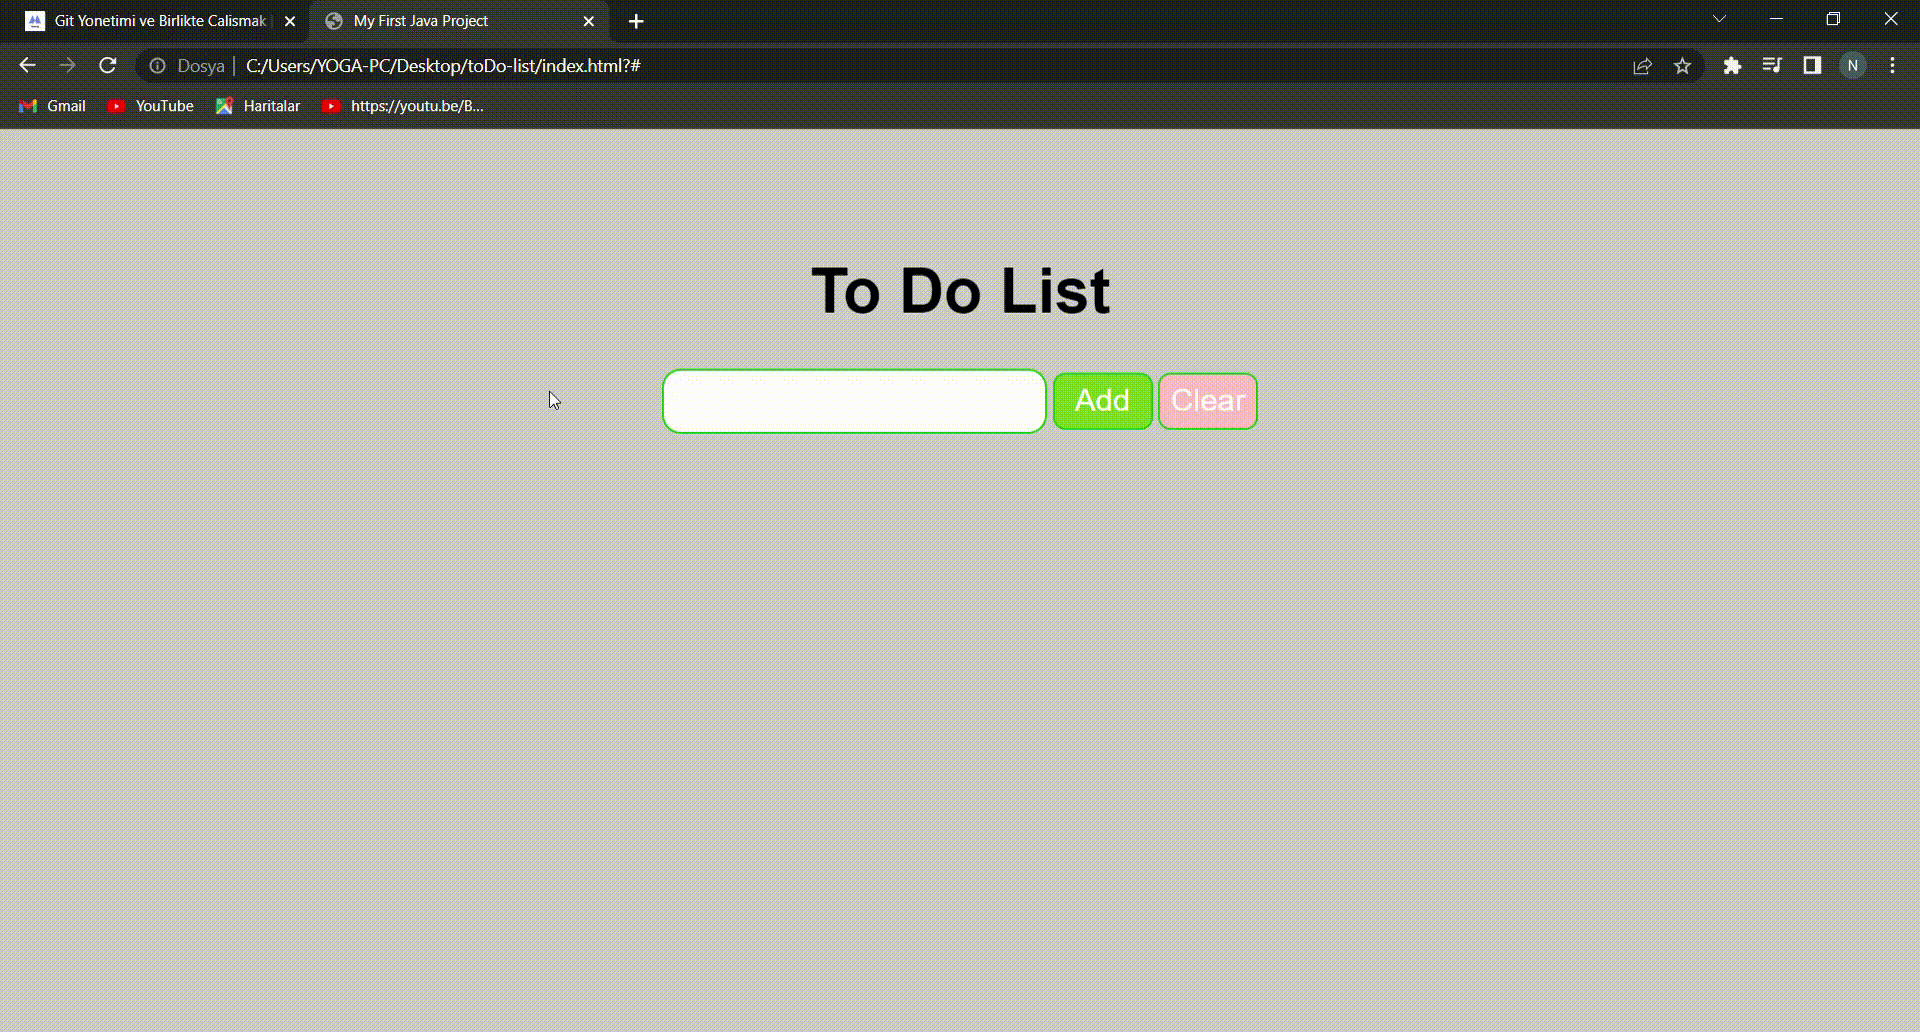 Git Yonetimi ve Birlikte Calismak
My First Java Project
Dosya
C:/Users/YOGA-PC/Desktop/toDo-list/index.html?#
N
Gmail
YouTube
Haritalar
https://youtu.be/B...
To Do List
Add
Clear